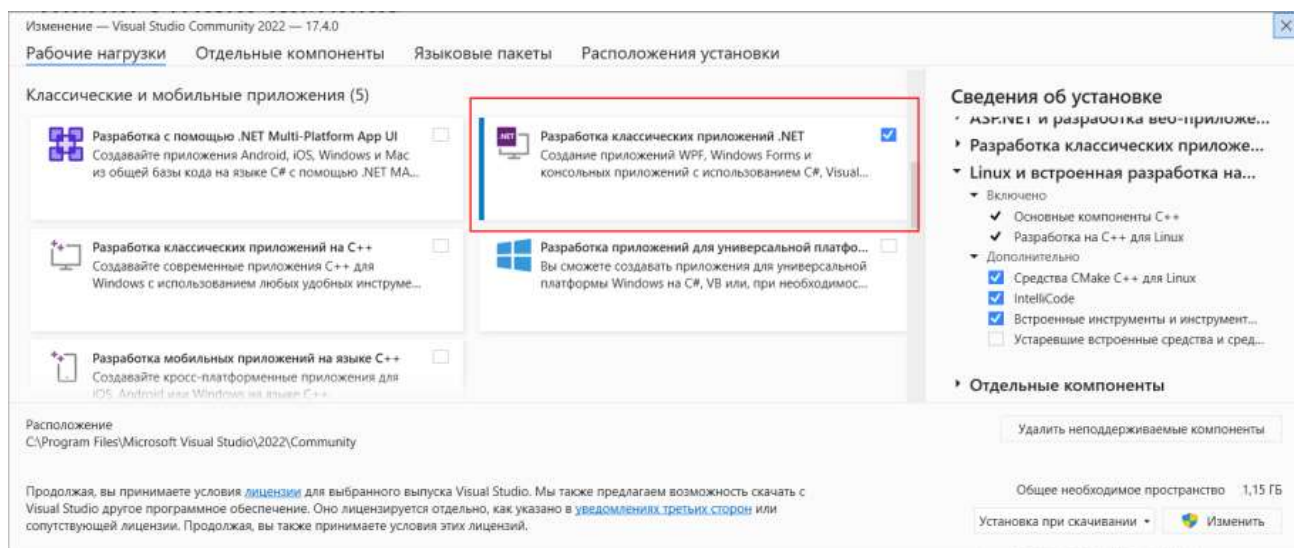 Изменение — Visual Studio Community 2022 — 17.4.0
Рабочие нагрузки Отдельные компоненты Языковые пакеты Расположения установки
Классические и мобильные приложения (5)
Разработка с помощью .NET Multi-Platform App UI
Создавайте приложения Android, iOS, Windows и Mac
из общей базы кода на языке C# с помощью .NET MA...
.NET
Разработка классических приложений .NET
Создание приложений WPF, Windows Forms и
консольных приложений с использованием C#, Visual...
Разработка классических приложений на C++
Создавайте современные приложения C++ для
Windows с использованием любых удобных инструме...
Разработка приложений для универсальной платфо...
Вы сможете создавать приложения для универсальной
платформы Windows на C#, VB или, при необходимос...
Разработка мобильных приложений на языке C++
Создавайте кросс-платформенные приложения для
iOS, Android или Windows на языке C++.
Сведения об установке
ASP.NET и разработка веб-приложе...
Разработка классических приложе...
Linux и встроенная разработка на...
Включено
Основные компоненты C++
Разработка на C++ для Linux
Дополнительно
Средства CMake C++ для Linux
IntelliCode
Встроенные инструменты и инструмент...
Устаревшие встроенные средства и сред...
Отдельные компоненты
Расположение
C:\Program Files\Microsoft Visual Studio\2022\Community
Удалить неподдерживаемые компоненты
Продолжая, вы принимаете условия лицензии для выбранного выпуска Visual Studio. Мы также предлагаем возможность скачать с
Visual Studio другое программное обеспечение. Оно лицензируется отдельно, как указано в уведомлениях третьих сторон или
сопутствующей лицензии. Продолжая, вы также принимаете условия этих лицензий.
Общее необходимое пространство 1,15 ГБ
Установка при скачивании Изменить